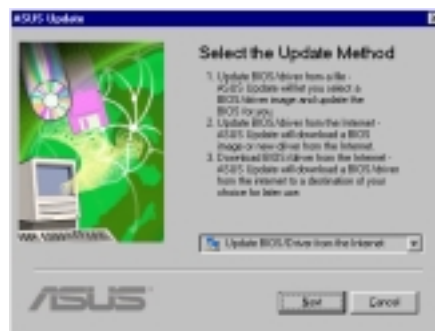 ASUS Update
Select the Update Method
1. Update BIOS/driver from a file -
ASUS Update will let you select a
BIOS/driver image and update the
BIOS for you.
2. Update BIOS/driver from the Internet -
ASUS Update will download a BIOS
image or new driver from the Internet.
3. Download BIOS/driver from the Internet -
ASUS Update will download a BIOS/driver
from the internet to a destination of your
choice for later use.
Update BIOS/Driver from the Internet
ASUS
Next
Cancel